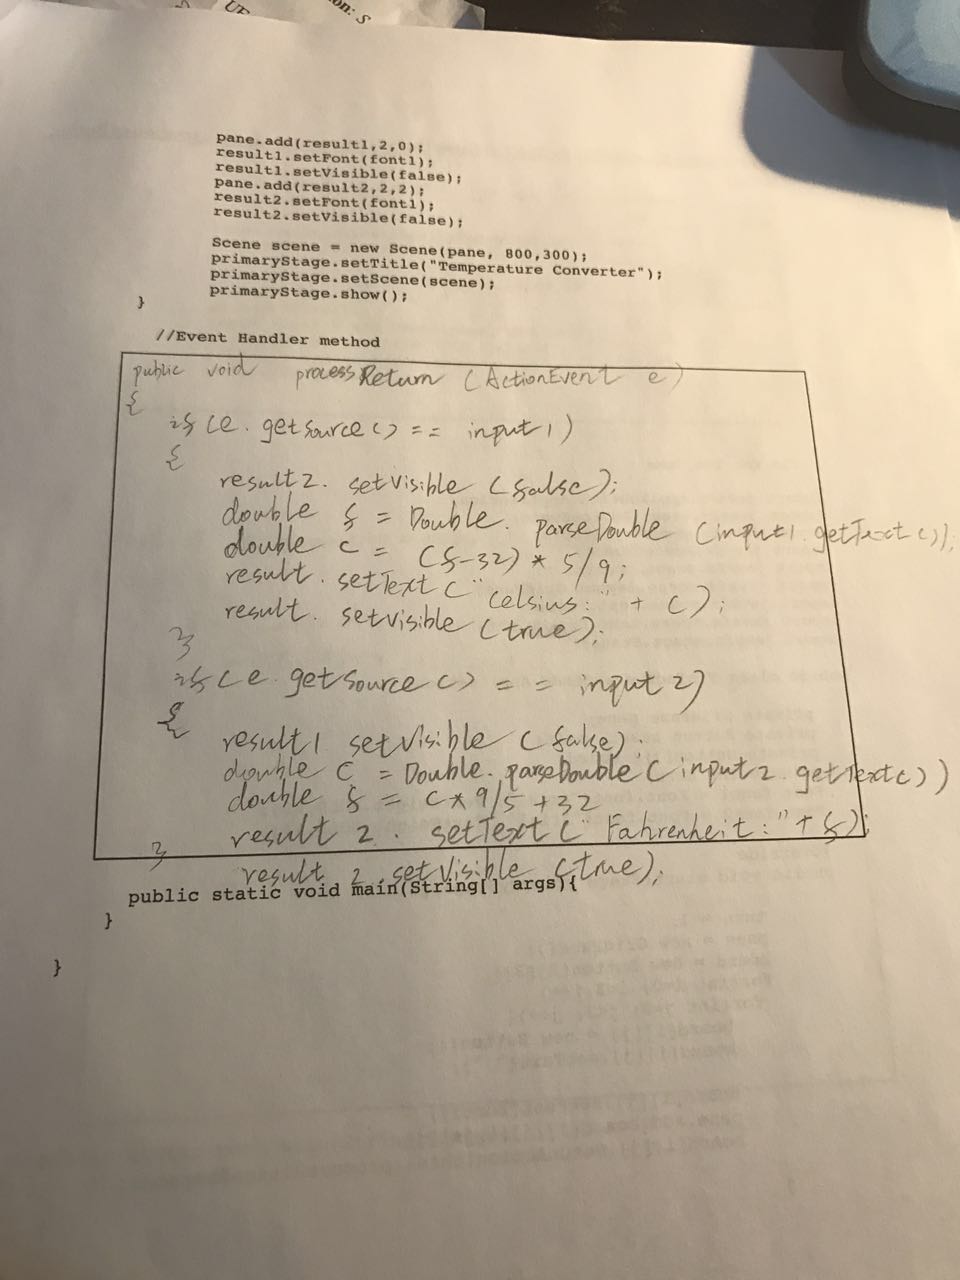 on: S
UP
pane.add(result1,2,0);
result1.setFont(font1);
result1.setVisible(false);
pane.add(result2,2,2);
result2.setFont(font1);
result2.setVisible(false);
Scene scene = new Scene(pane, 800,300);
primaryStage.setTitle("Temperature Converter");
primaryStage.setScene(scene);
primaryStage.show();
}
//Event Handler method
public void processReturn (ActionEvent e)
{
if (e.getSource() == input1)
{
result2. setVisible (false);
double f = Double. parseDouble (input1.getText());
double c = (f-32) * 5/9;
result. setText ("Celsius:" + c);
result. setVisible (true);
}
if (e.getSource() == input2)
{
result1 setVisible (false);
double c = Double.parseDouble (input2.getText())
double f = c*9/5 +32
result 2. setText (" Fahrenheit:" + f);
}
result 2.setVisible (true);
public static void main(String[] args){
}
}